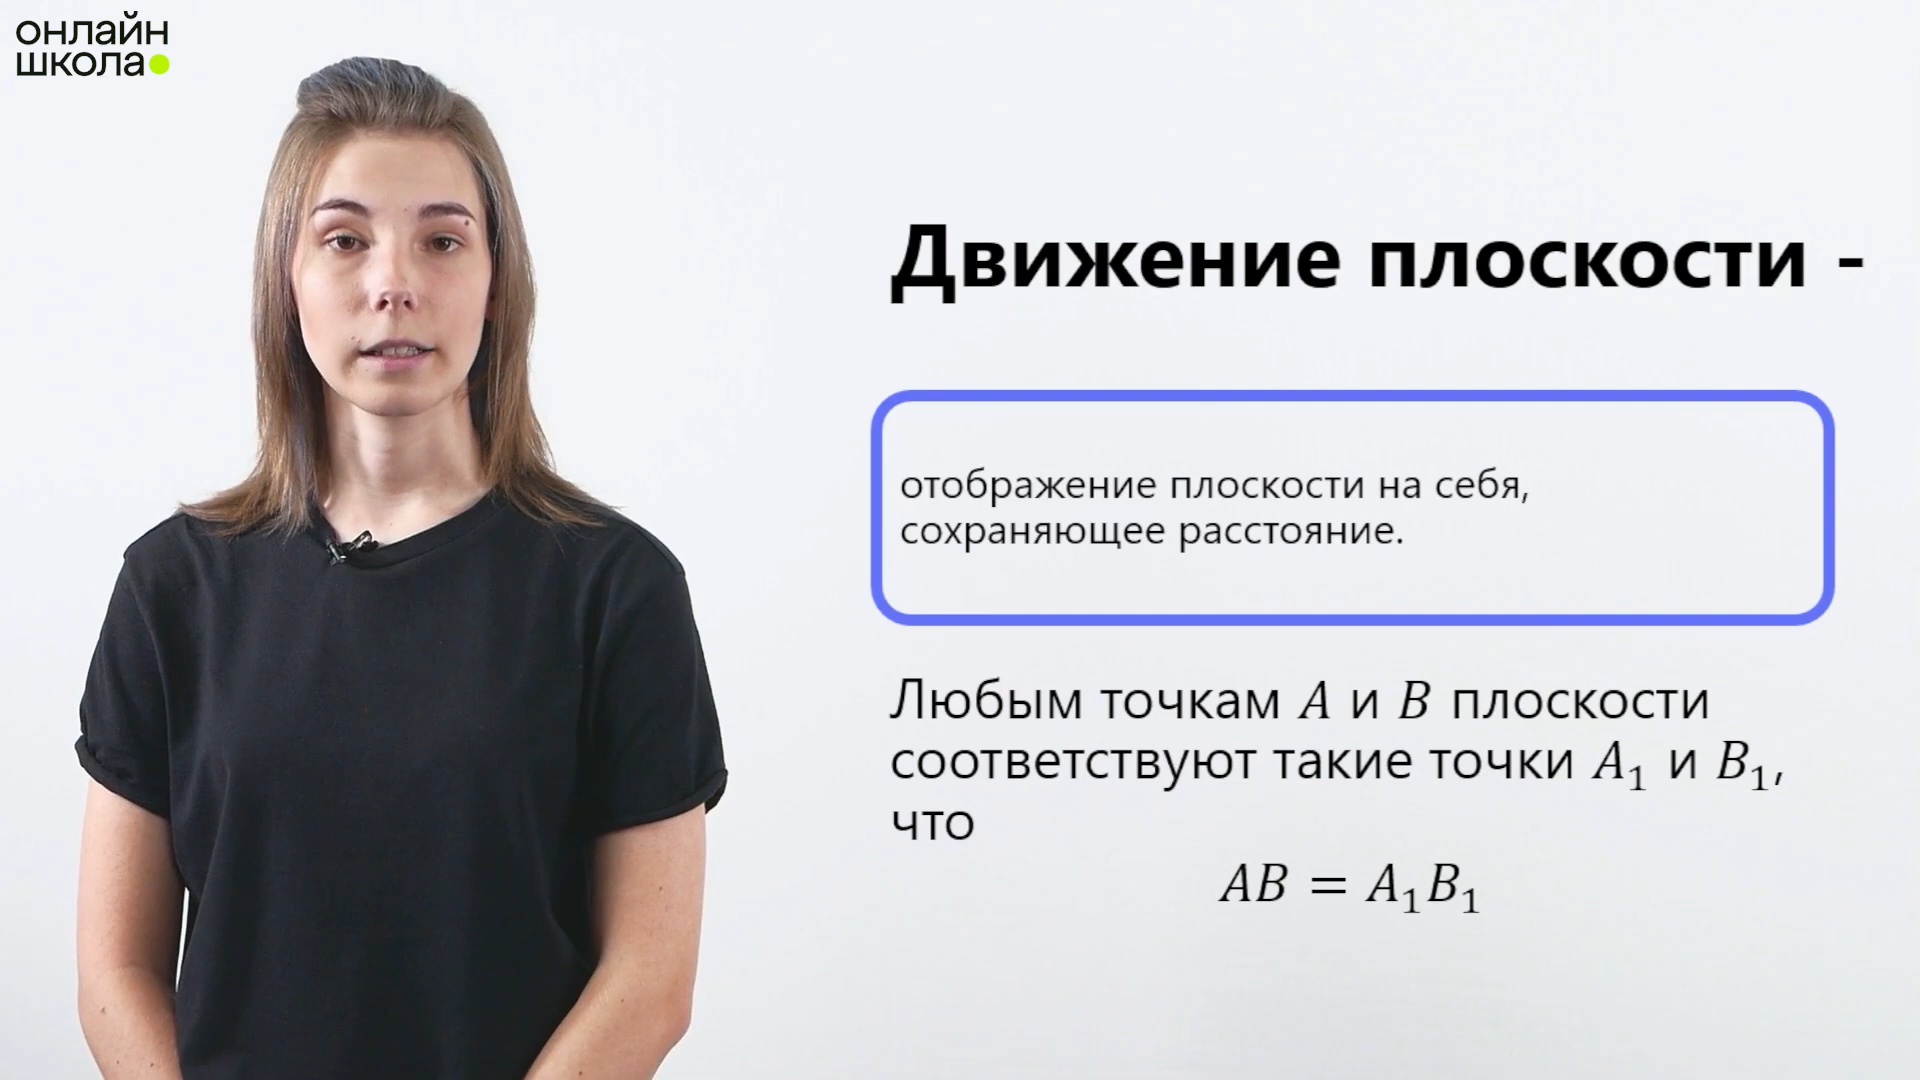 онлайн
школа
Движение плоскости -
отображение плоскости на себя,
сохраняющее расстояние.
Любым точкам A и B плоскости
соответствуют такие точки A₁ и B₁,
что
AB = A₁B₁